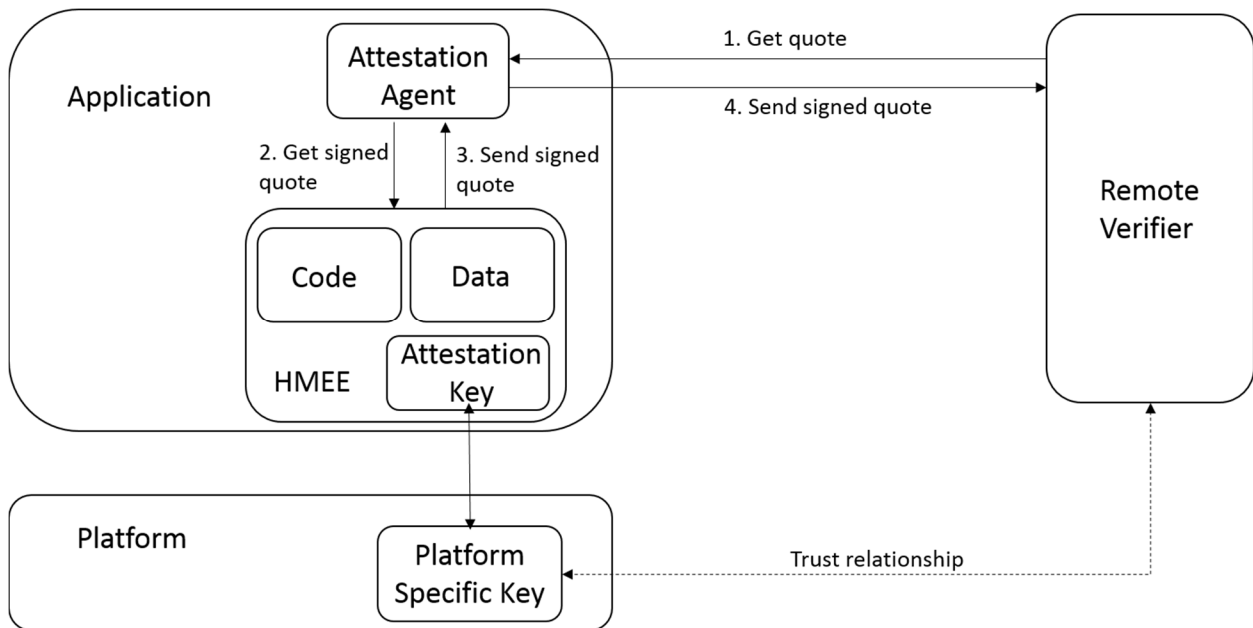 Application
Attestation
Agent
1. Get quote
4. Send signed quote
2. Get signed
quote
3. Send signed
quote
Remote
Verifier
Code
Data
HMEE
Attestation
Key
Platform
Platform
Specific Key
Trust relationship